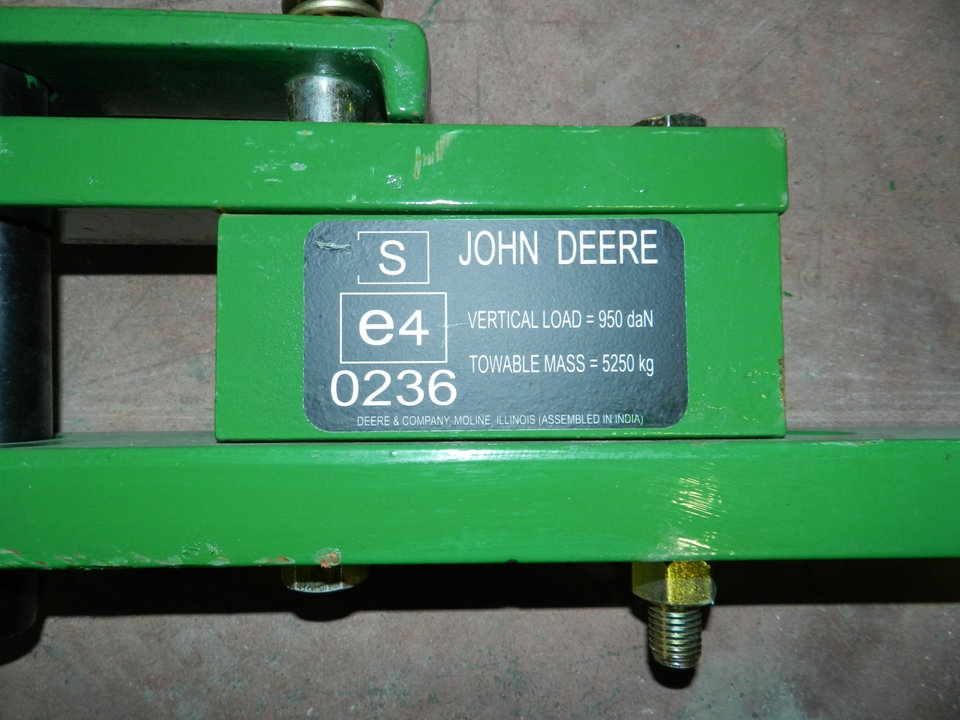 S
JOHN DEERE
e4
VERTICAL LOAD = 950 daN
TOWABLE MASS = 5250 kg
0236
DEERE & COMPANY, MOLINE, ILLINOIS (ASSEMBLED IN INDIA)